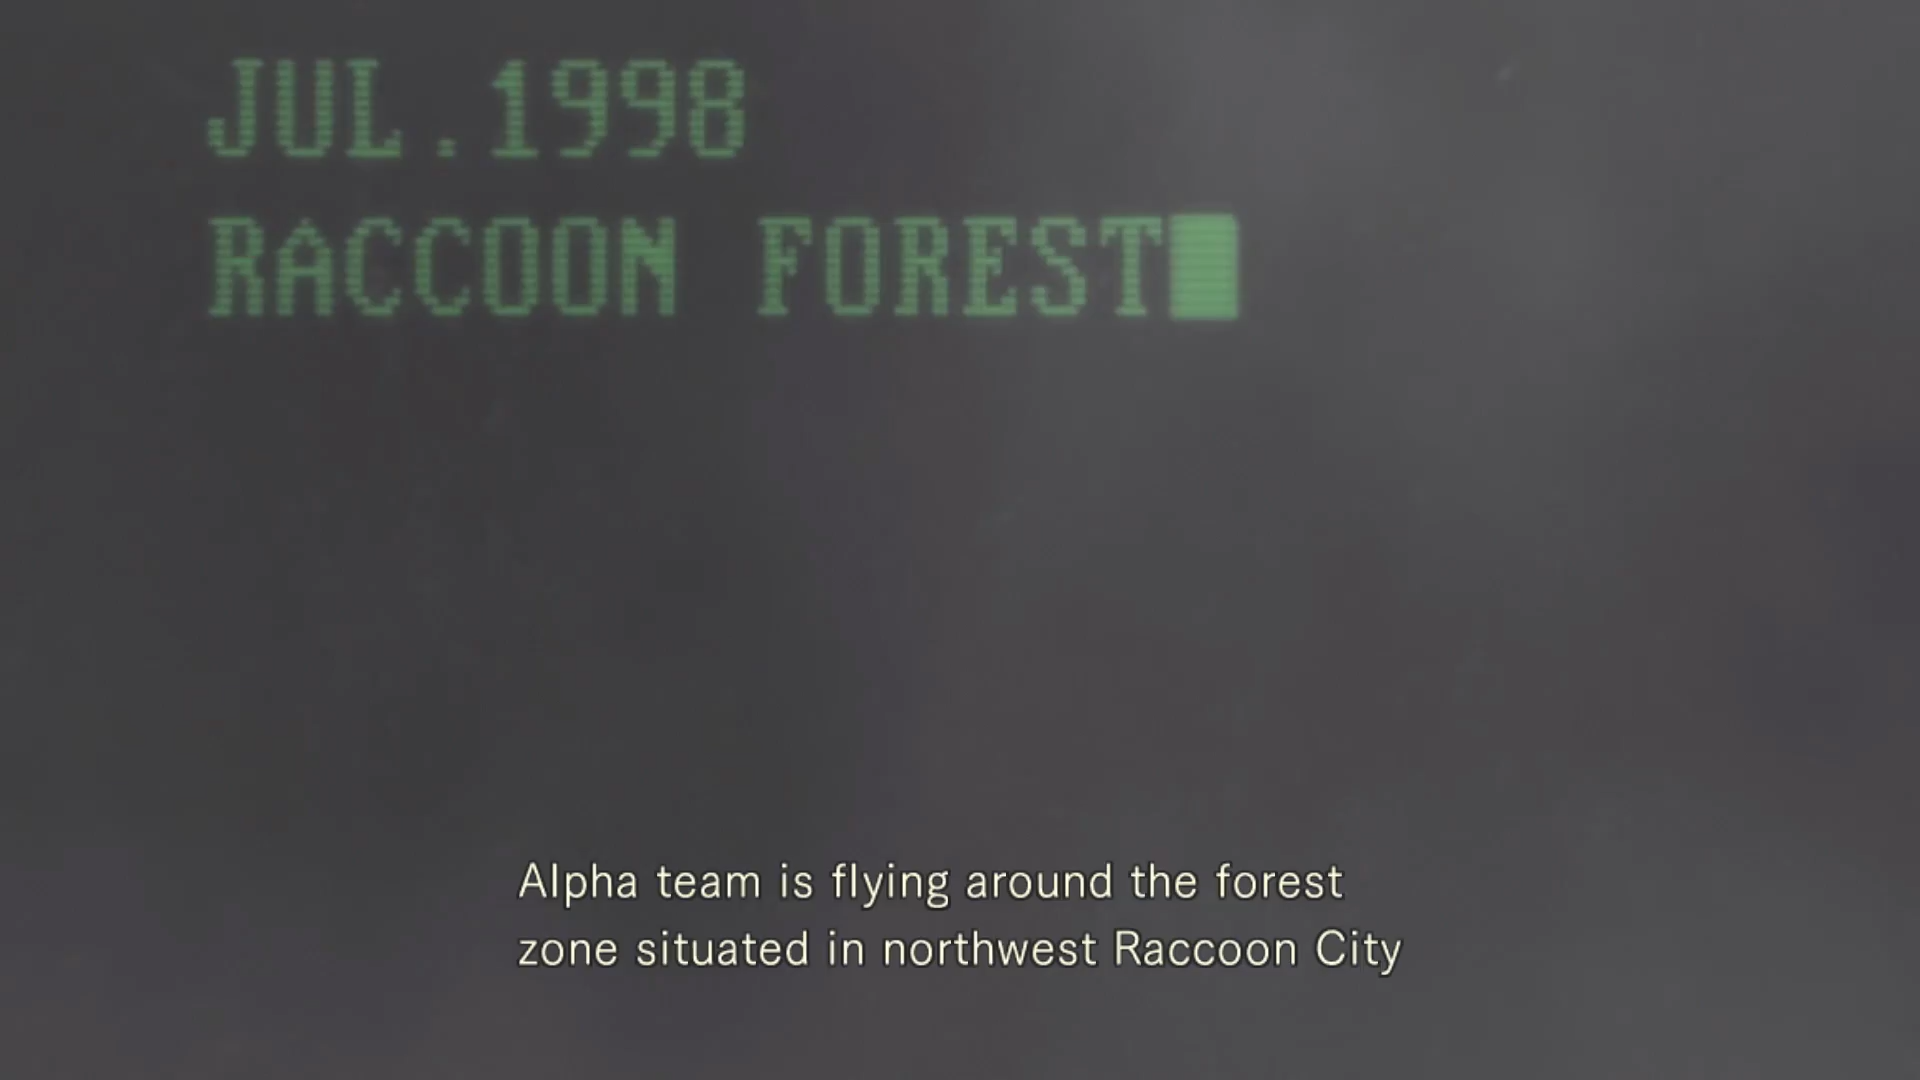 JUL.1998
RACCOON FOREST
Alpha team is flying around the forest
zone situated in northwest Raccoon City